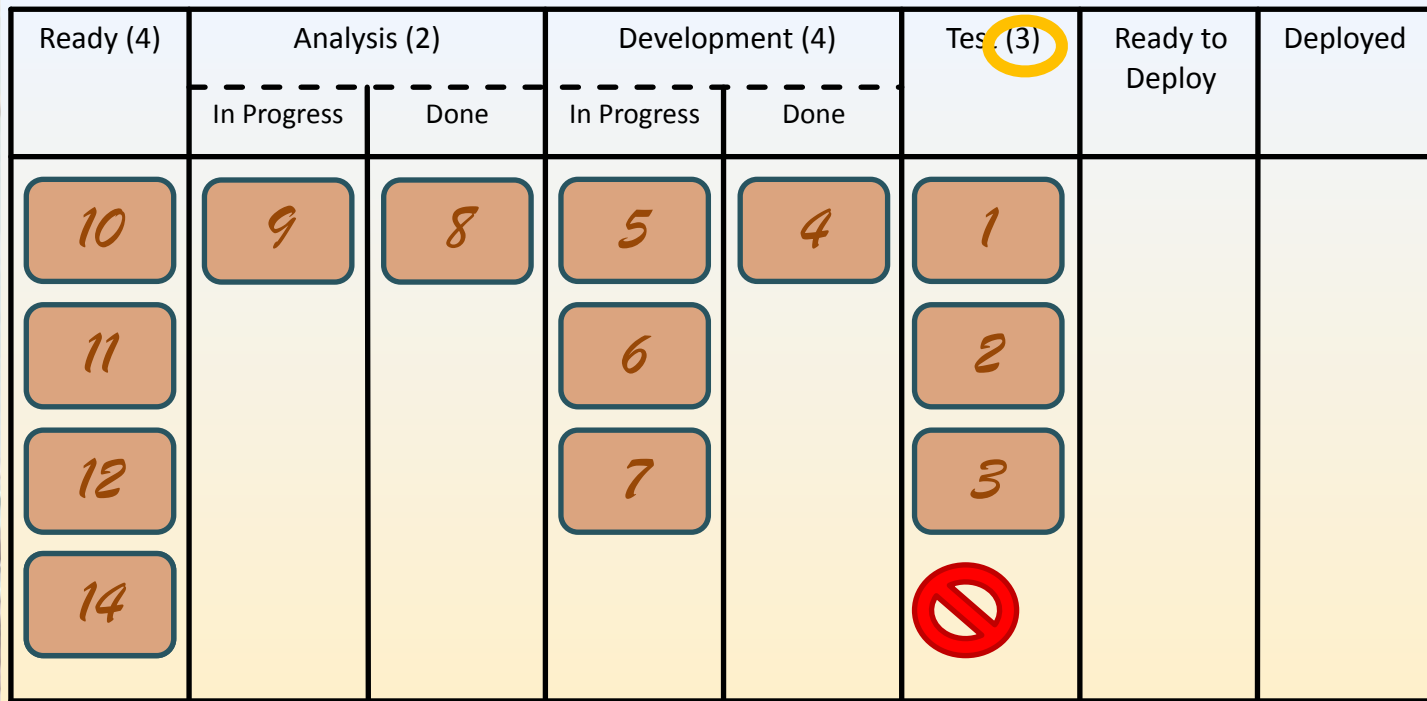 Ready (4)
Analysis (2)
Development (4)
Test (3)
Ready to
Deploy
Deployed
In Progress
Done
In Progress
Done
10
9
8
5
4
1
11
6
2
12
7
3
14